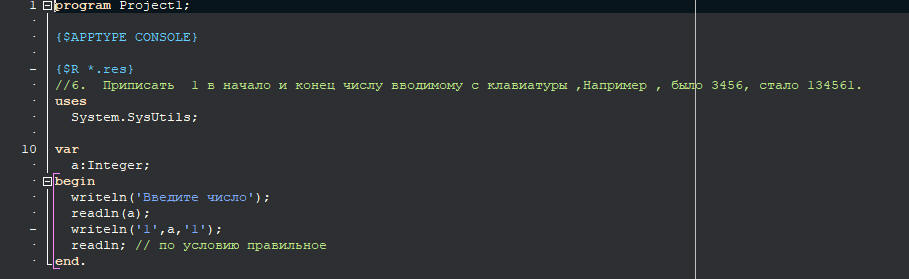 1 program Project1;
{$APPTYPE CONSOLE}
{$R *.res}
//6.  Приписать  1 в начало и конец числу вводимому с клавиатуры ,Например , было 3456, стало 134561.
uses
System.SysUtils;
10 var
a:Integer;
begin
writeln('Введите число');
readln(a);
writeln('1',a,'1');
readln; // по условию правильное
end.